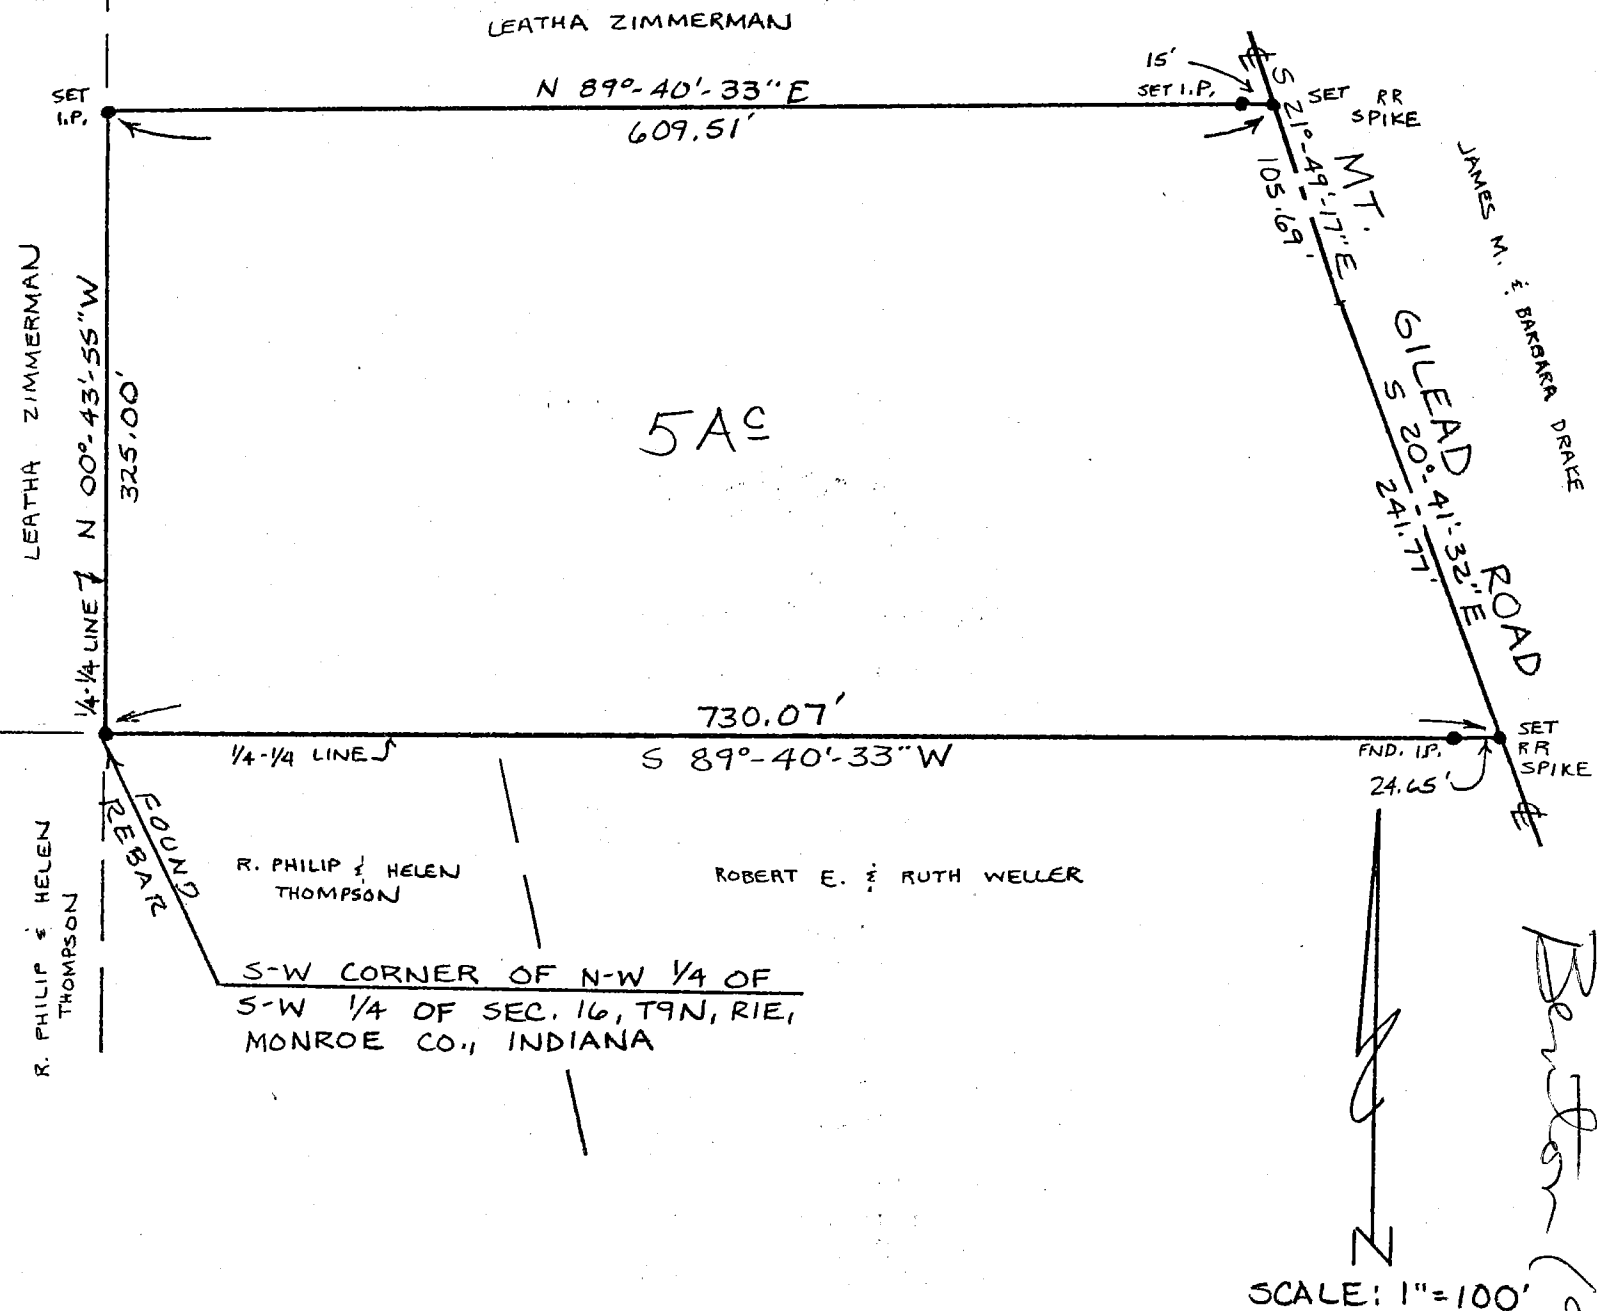 LEATHA ZIMMERMAN
SET
I.P.
N 89°-40'-33"E
609.51'
15'
SET I.P.
℄
SET RR
SPIKE
S 21°-49'-17"E
105.69'
MT. GILEAD ROAD
JAMES M. & BARBARA DRAKE
LEATHA ZIMMERMAN
1/4-1/4 LINE
N 00°-43'-55"W
325.00'
5 Ac
S 20°-41'-32"E
241.77'
730.07'
1/4-1/4 LINE
S 89°-40'-33"W
FND. I.P.
24.65'
SET
RR
SPIKE
℄
FOUND
REBAR
R. PHILIP & HELEN
THOMPSON
R. PHILIP & HELEN
THOMPSON
ROBERT E. & RUTH WELLER
S-W CORNER OF N-W 1/4 OF
S-W 1/4 OF SEC. 16, T9N, R1E,
MONROE CO., INDIANA
Benton
N
SCALE: 1"=100'